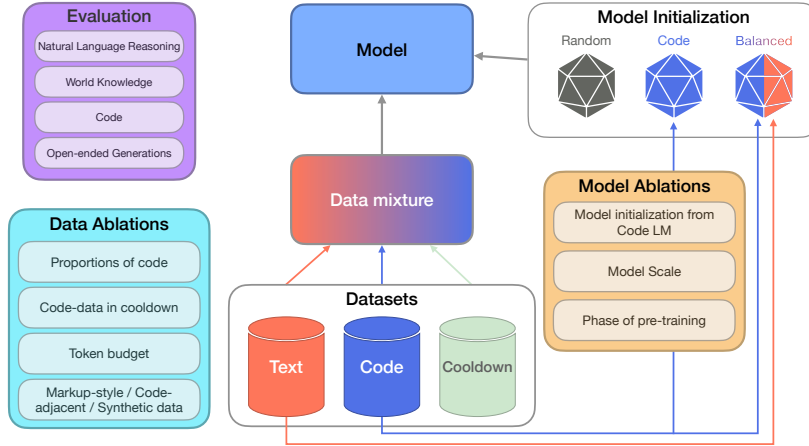 Evaluation
Natural Language Reasoning
World Knowledge
Code
Open-ended Generations
Model
Model Initialization
Random
Code
Balanced
Data mixture
Model Ablations
Model initialization from
Code LM
Model Scale
Phase of pre-training
Data Ablations
Proportions of code
Code-data in cooldown
Token budget
Markup-style / Code-
adjacent / Synthetic data
Datasets
Text
Code
Cooldown